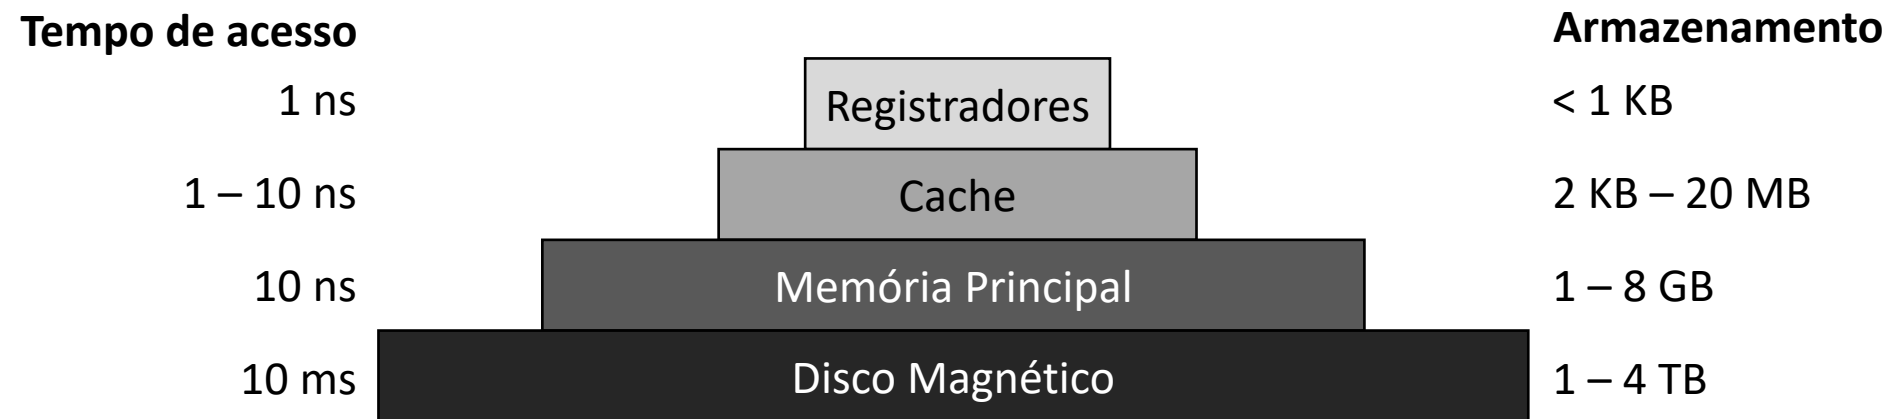 Tempo de acesso
Armazenamento
1 ns
Registradores
< 1 KB
1 – 10 ns
Cache
2 KB – 20 MB
10 ns
Memória Principal
1 – 8 GB
10 ms
Disco Magnético
1 – 4 TB